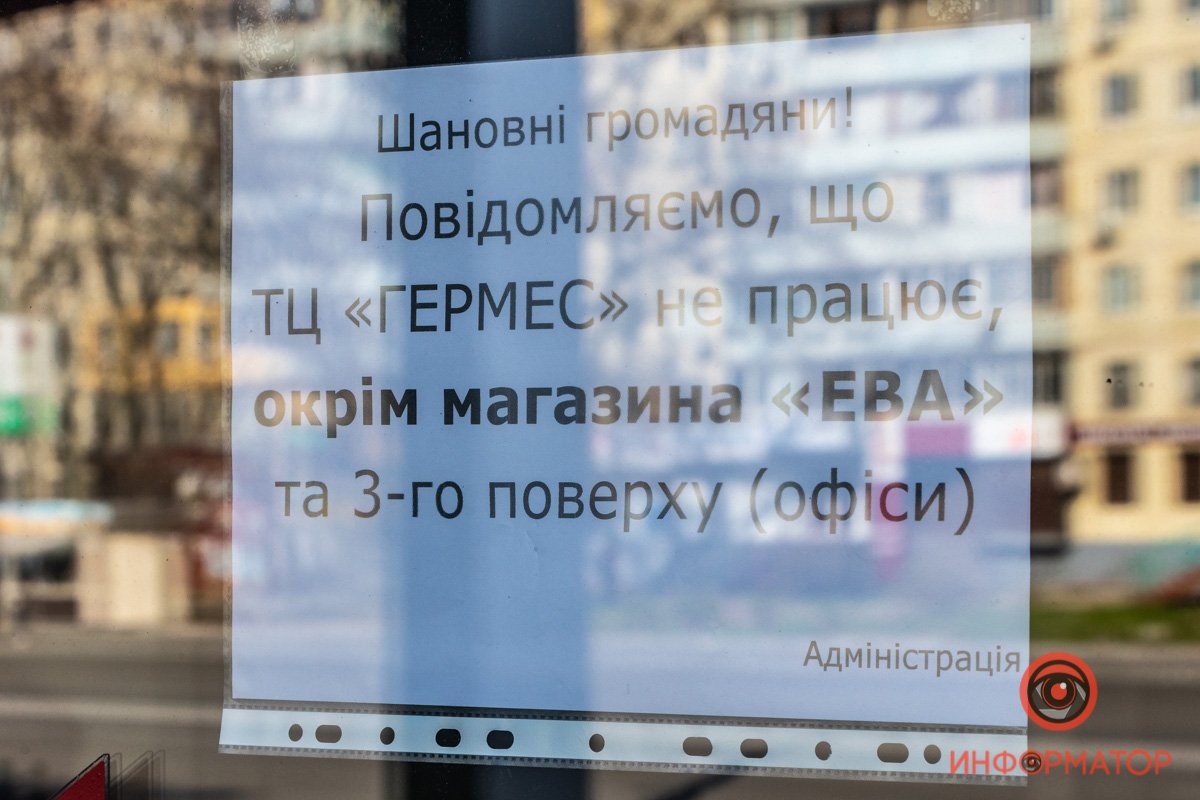 Шановні громадяни!
Повідомляємо, що
ТЦ «ГЕРМЕС» не працює,
окрім магазина «ЕВА»
та 3-го поверху (офіси)
Адміністрація
ИНФОРМАТОР